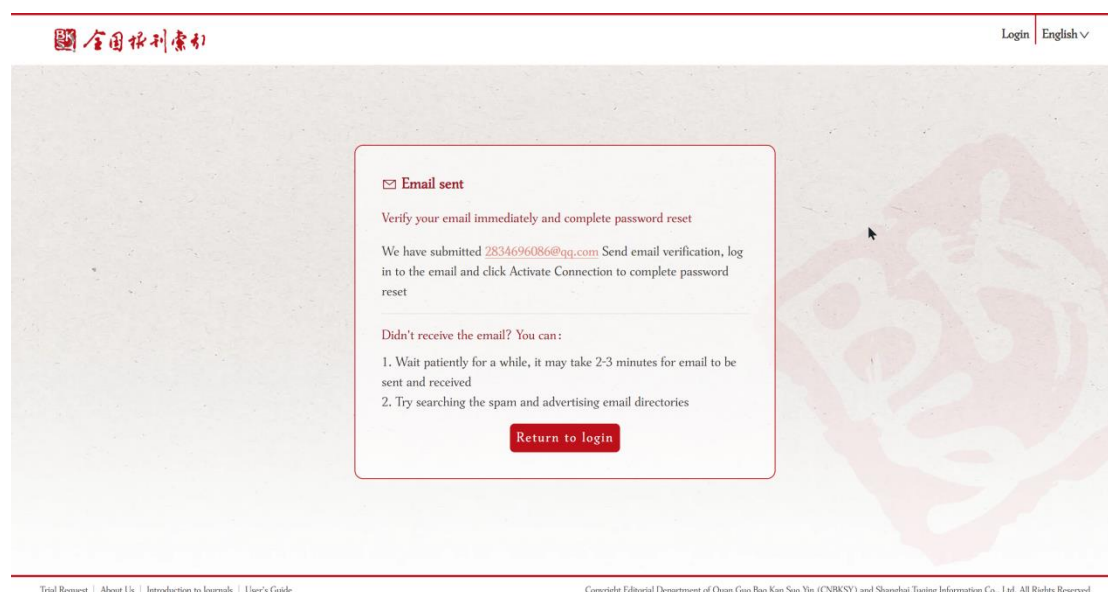 全国报刊索引
Login English
Email sent
Verify your email immediately and complete password reset
We have submitted 2834696086@qq.com Send email verification, log
in to the email and click Activate Connection to complete password
reset
Didn't receive the email? You can:
1. Wait patiently for a while, it may take 2-3 minutes for email to be
sent and received
2. Try searching the spam and advertising email directories
Return to login
Trial Request | About Us | Introduction to Journals | User's Guide
Copyright Editorial Department of Quan Guo Bao Kan Suo Yin (CNBKSY) and Shanghai Tuqing Information Co., Ltd. All Rights Reserved